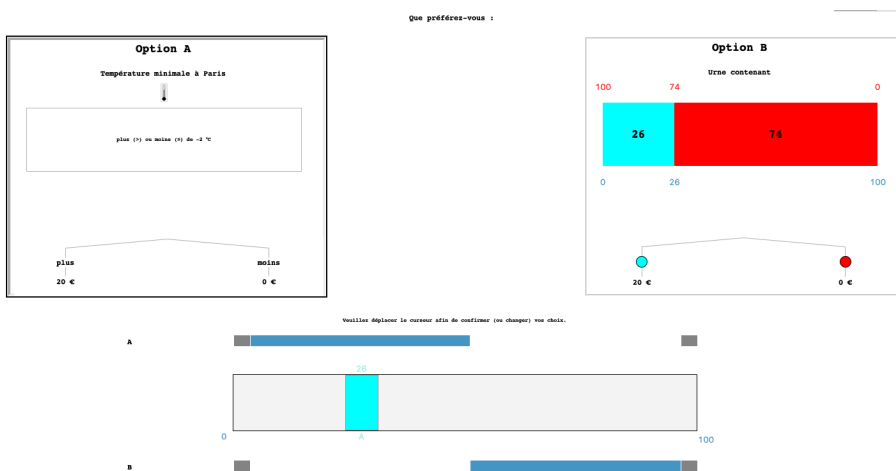 Que préférez-vous :
Option A
Température minimale à Paris
plus (>) ou moins (≤) de -2 °C
plus
moins
20 €
0 €
Option B
Urne contenant
100 74 0
26 74
0 26 100
20 €
0 €
Veuillez déplacer le curseur afin de confirmer (ou changer) vos choix.
A
26
A
0
100
B